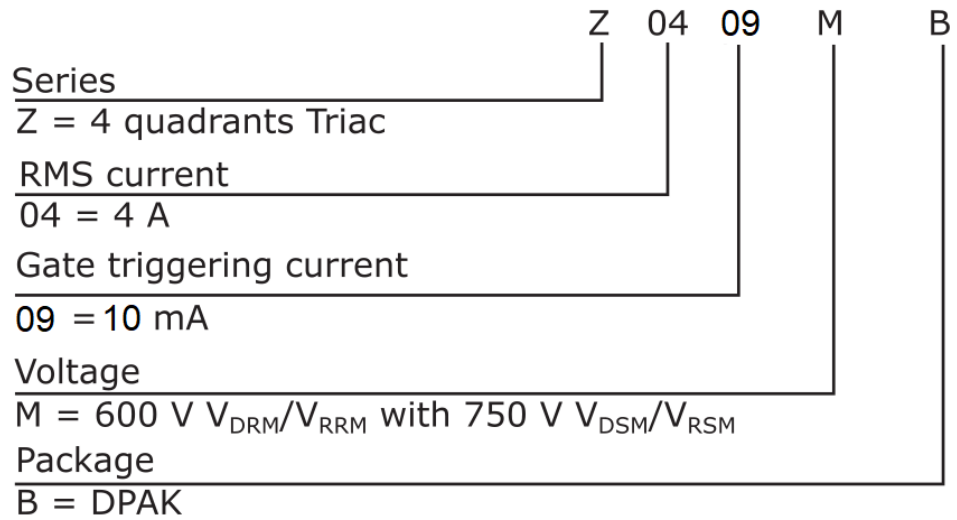 Z 04 09 M B
Series
Z = 4 quadrants Triac
RMS current
04 = 4 A
Gate triggering current
09 = 10 mA
Voltage
M = 600 V VDRM/VRRM with 750 V VDSM/VRSM
Package
B = DPAK